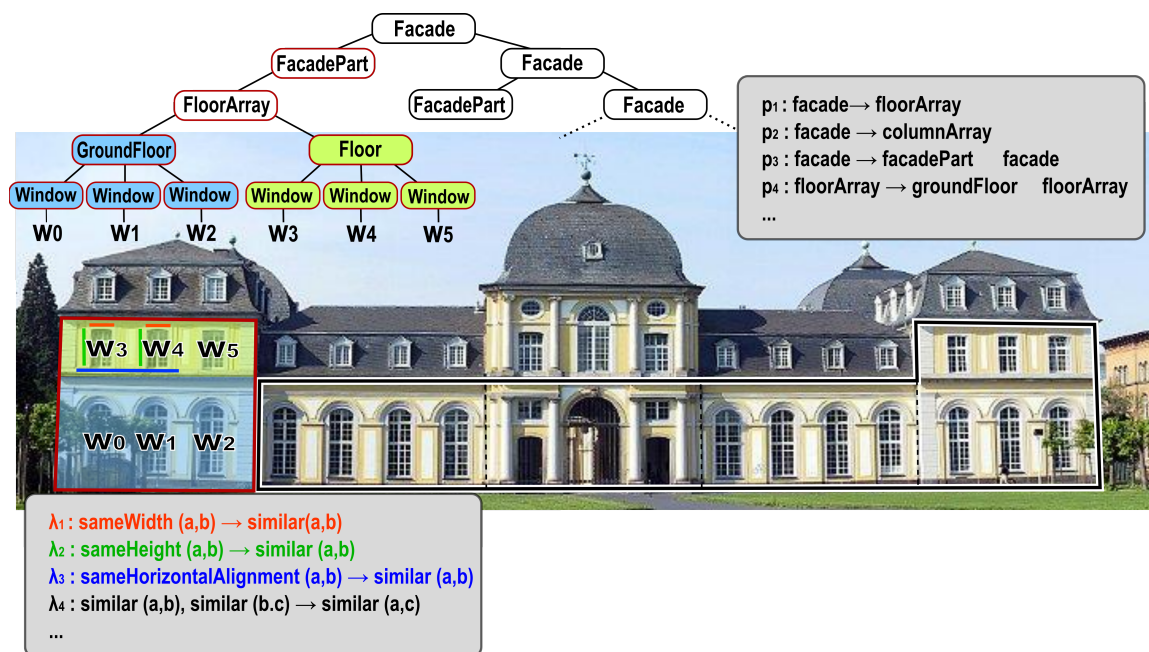 Facade
FacadePart
Facade
FloorArray
FacadePart
Facade
GroundFloor
Floor
Window Window Window Window Window Window
W0 W1 W2 W3 W4 W5
p1 : facade→ floorArray
p2 : facade → columnArray
p3 : facade → facadePart facade
p4 : floorArray → groundFloor floorArray
...
W3 W4 W5
W0 W1 W2
λ1 : sameWidth (a,b) → similar(a,b)
λ2 : sameHeight (a,b) → similar (a,b)
λ3 : sameHorizontalAlignment (a,b) → similar (a,b)
λ4 : similar (a,b), similar (b.c) → similar (a,c)
...